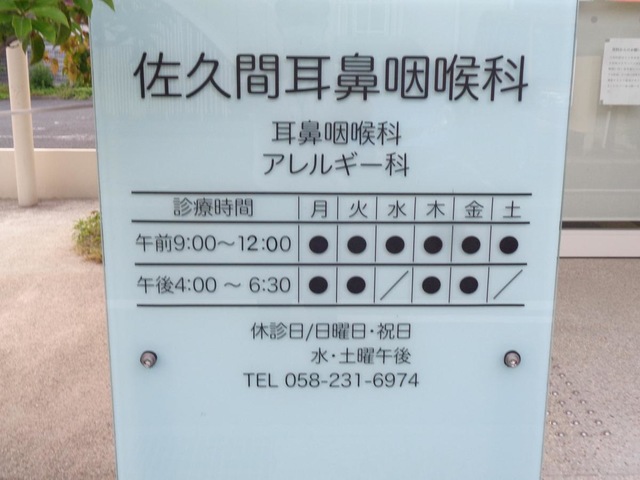 佐久間耳鼻咽喉科
耳鼻咽喉科
アレルギー科
診療時間 月 火 水 木 金 土
午前9:00〜12:00 ● ● ● ● ● ●
午後4:00 〜 6:30 ● ● ／ ● ● ／
休診日/日曜日・祝日
水・土曜午後
TEL 058-231-6974